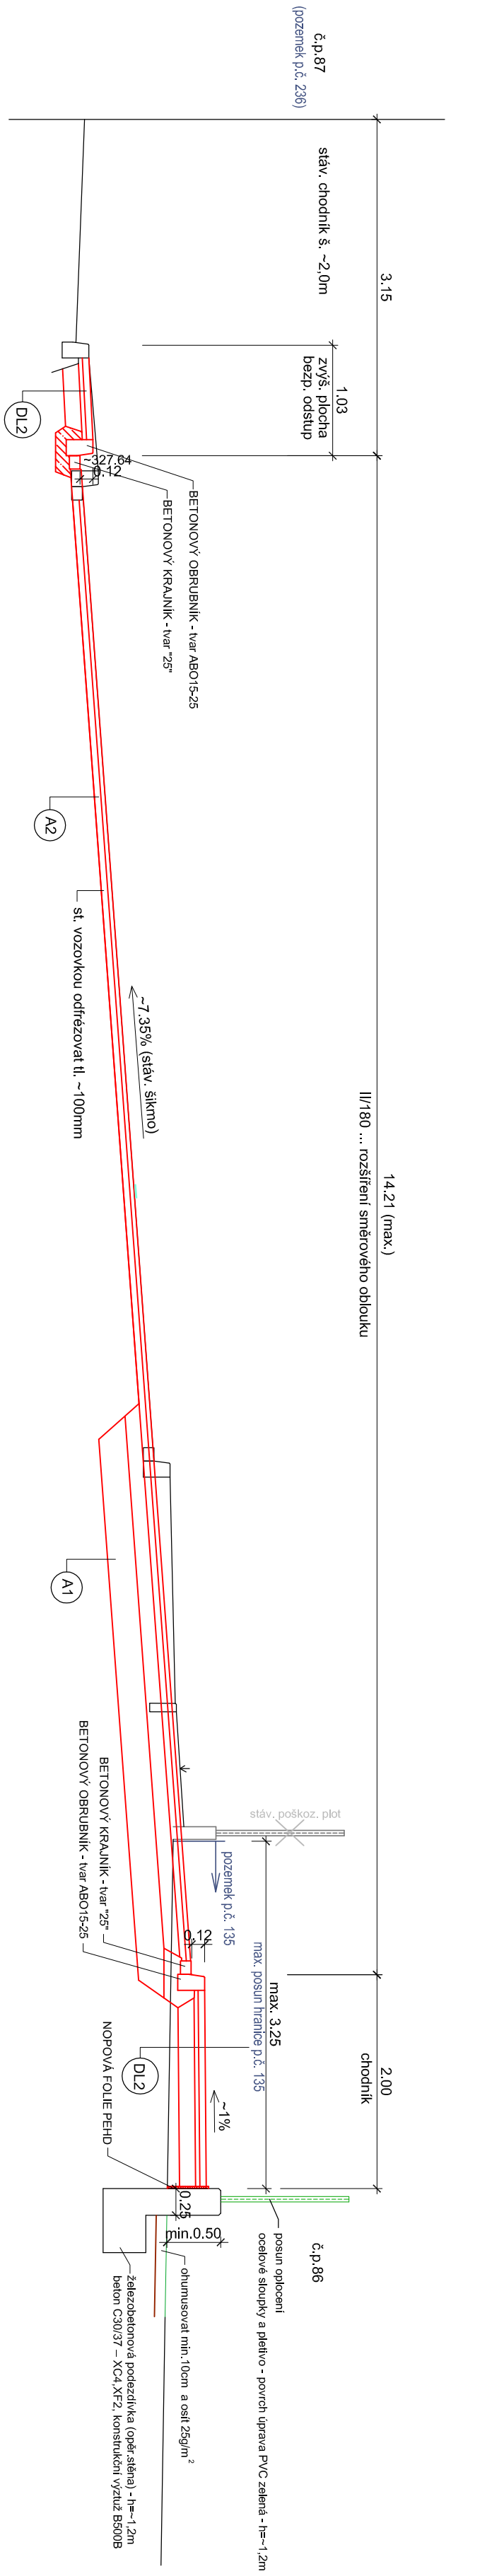 č.p.87
(pozemek p.č. 236)
3.15
stáv. chodník š. ~2,0m
1.03
zvýš. plocha
bezp. odstup
DL2
~327.64
0.12
BETONOVÝ OBRUBNÍK - tvar ABO15-25
BETONOVÝ KRAJNÍK - tvar "25"
A2
st. vozovkou odfrézovat tl. ~100mm
~7.35% (stáv. šikmo)
14.21 (max.)
II/180 ... rozšíření směrového oblouku
A1
stáv. poškoz. plot
pozemek p.č. 135
BETONOVÝ KRAJNÍK - tvar "25"
BETONOVÝ OBRUBNÍK - tvar ABO15-25
0.12
max. 3.25
max. posun hranice p.č. 135
2.00
chodník
DL2
~1%
NOPOVÁ FOLIE PEHD
0.25
min.0.50
č.p.86
posun oplocení
ocelové sloupky a pletivo - povrch úprava PVC zelená - h=~1,2m
ohumusovat min.10cm a osít 25g/m²
železobetonová podezdívka (opěr.stěna) - h=~1,2m
beton C30/37 – XC4,XF2, konstrukční výztuž B500B